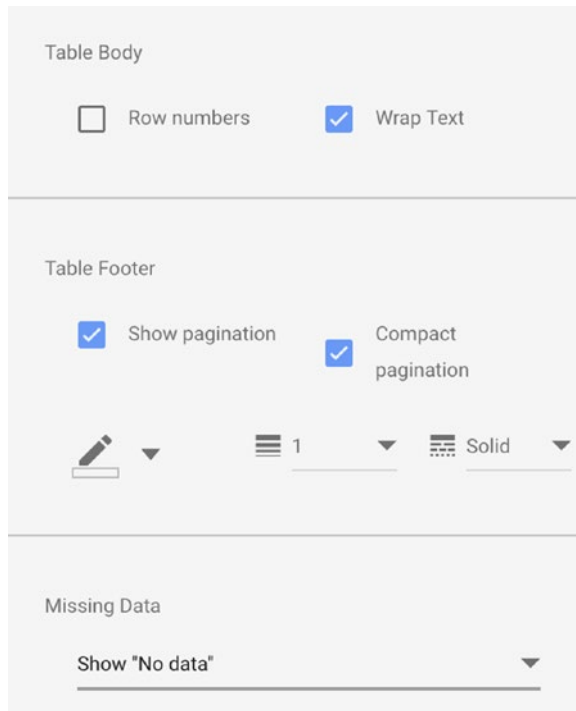 Table Body
Row numbers
Wrap Text
Table Footer
Show pagination
Compact
pagination
1
Solid
Missing Data
Show "No data"